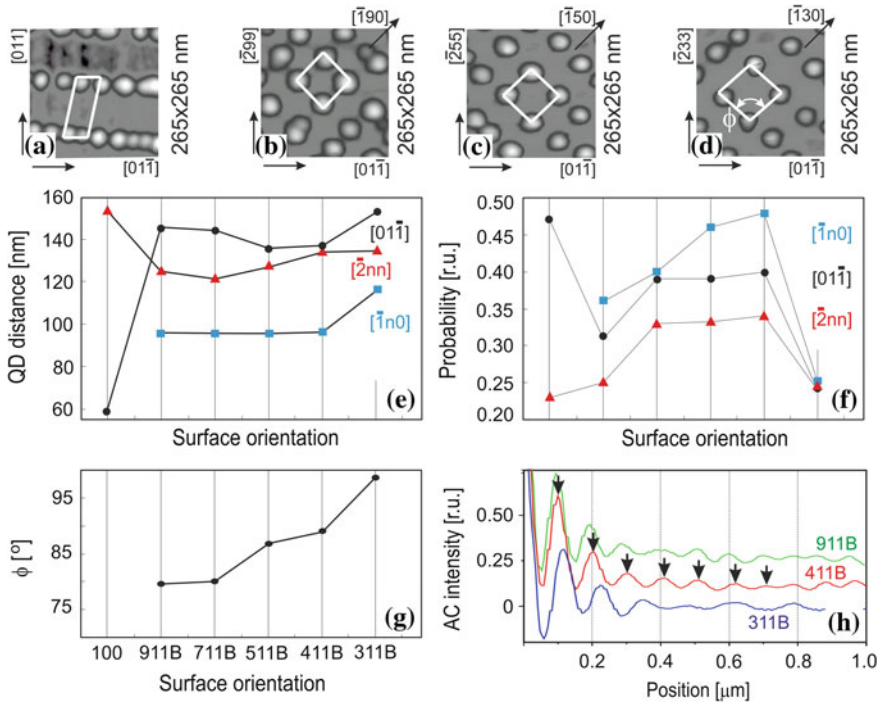 [011]
(a)
[011̄]
265x265 nm
[2̄99]
[1̄90]
(b)
[011̄]
265x265 nm
[2̄55]
[1̄50]
(c)
[011̄]
265x265 nm
[2̄33]
[1̄30]
ϕ
(d)
[011̄]
265x265 nm
160
140
120
100
80
60
QD distance [nm]
[011̄]
[2̄nn]
[1̄n0]
(e)
Surface orientation
0.50
0.45
0.40
0.35
0.30
0.25
0.20
Probability [r.u.]
[1̄n0]
[011̄]
[2̄nn]
(f)
Surface orientation
95
85
75
ϕ [º]
(g)
100 911B 711B 511B 411B 311B
Surface orientation
0.50
0.25
0
AC intensity [r.u.]
911B
411B
311B
(h)
0.2 0.4 0.6 0.8 1.0
Position [µm]